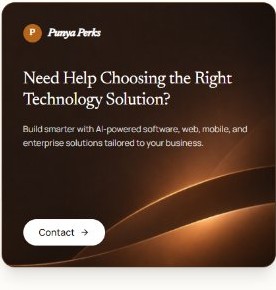 P Punya Perks
Need Help Choosing the Right
Technology Solution?
Build smarter with AI-powered software, web, mobile, and
enterprise solutions tailored to your business.
Contact →